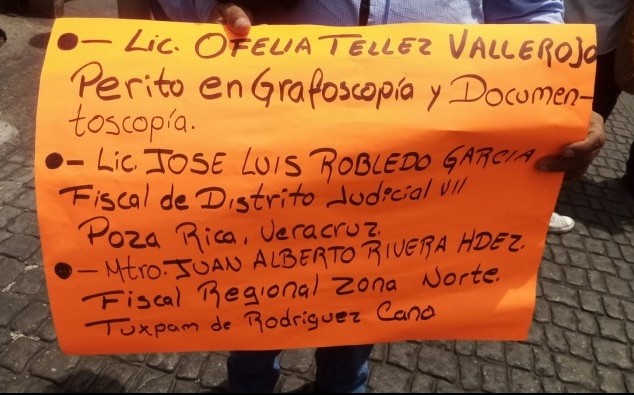 •- Lic. OFELIA TELLEZ VALLEROJO
Perito en Grafoscopía y Documen-
toscopía.
•- Lic. JOSE LUIS ROBLEDO GARCIA
Fiscal de Distrito Judicial VII
Poza Rica, Veracruz.
•- Mtro. JUAN ALBERTO RIVERA HDEZ.
Fiscal Regional Zona Norte.
Tuxpam de Rodriguez Cano